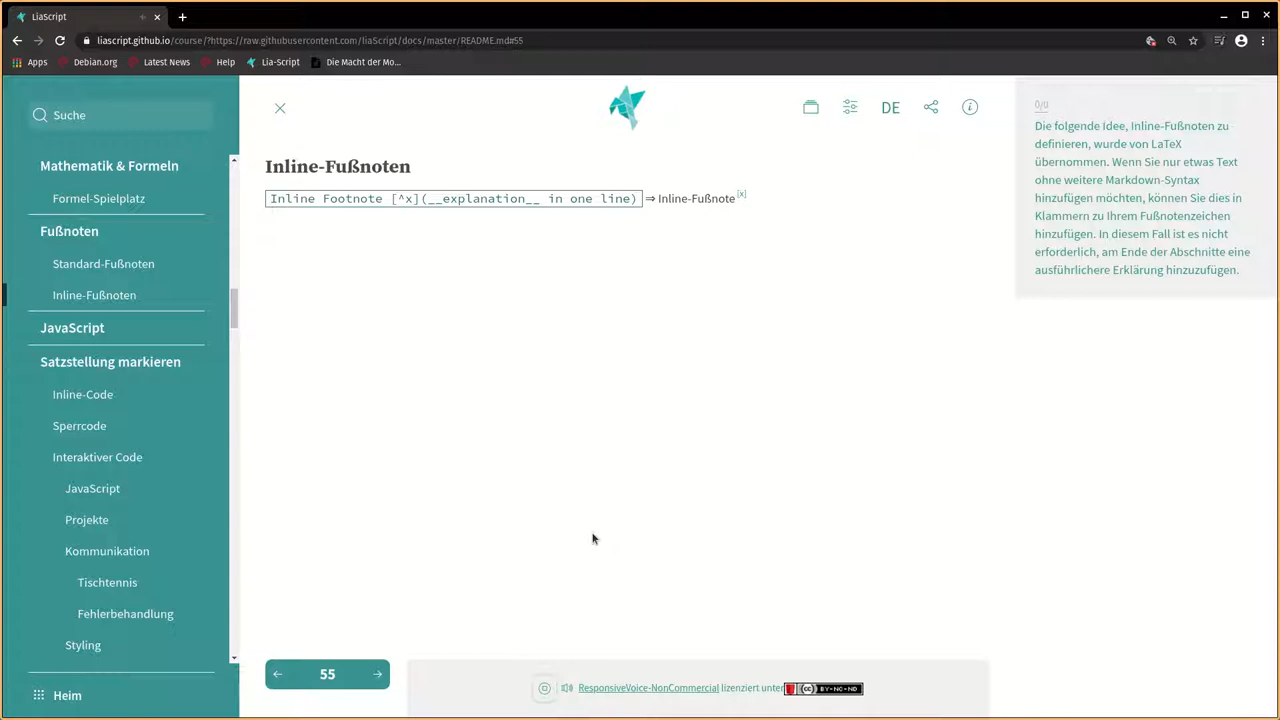 LiaScript
liascript.github.io/course/?https://raw.githubusercontent.com/liaScript/docs/master/README.md#55
Apps Debian.org Latest News Help Lia-Script Die Macht der Mo...
Suche
Mathematik & Formeln
Formel-Spielplatz
Fußnoten
Standard-Fußnoten
Inline-Fußnoten
JavaScript
Satzstellung markieren
Inline-Code
Sperrcode
Interaktiver Code
JavaScript
Projekte
Kommunikation
Tischtennis
Fehlerbehandlung
Styling
Heim
DE
Inline-Fußnoten
Inline Footnote [^x](__explanation__ in one line) ⇒ Inline-Fußnote [x]
0/0
Die folgende Idee, Inline-Fußnoten zu
definieren, wurde von LaTeX
übernommen. Wenn Sie nur etwas Text
ohne weitere Markdown-Syntax
hinzufügen möchten, können Sie dies in
Klammern zu Ihrem Fußnotenzeichen
hinzufügen. In diesem Fall ist es nicht
erforderlich, am Ende der Abschnitte eine
ausführlichere Erklärung hinzuzufügen.
55
ResponsiveVoice-NonCommercial lizenziert unter CC BY-NC-ND